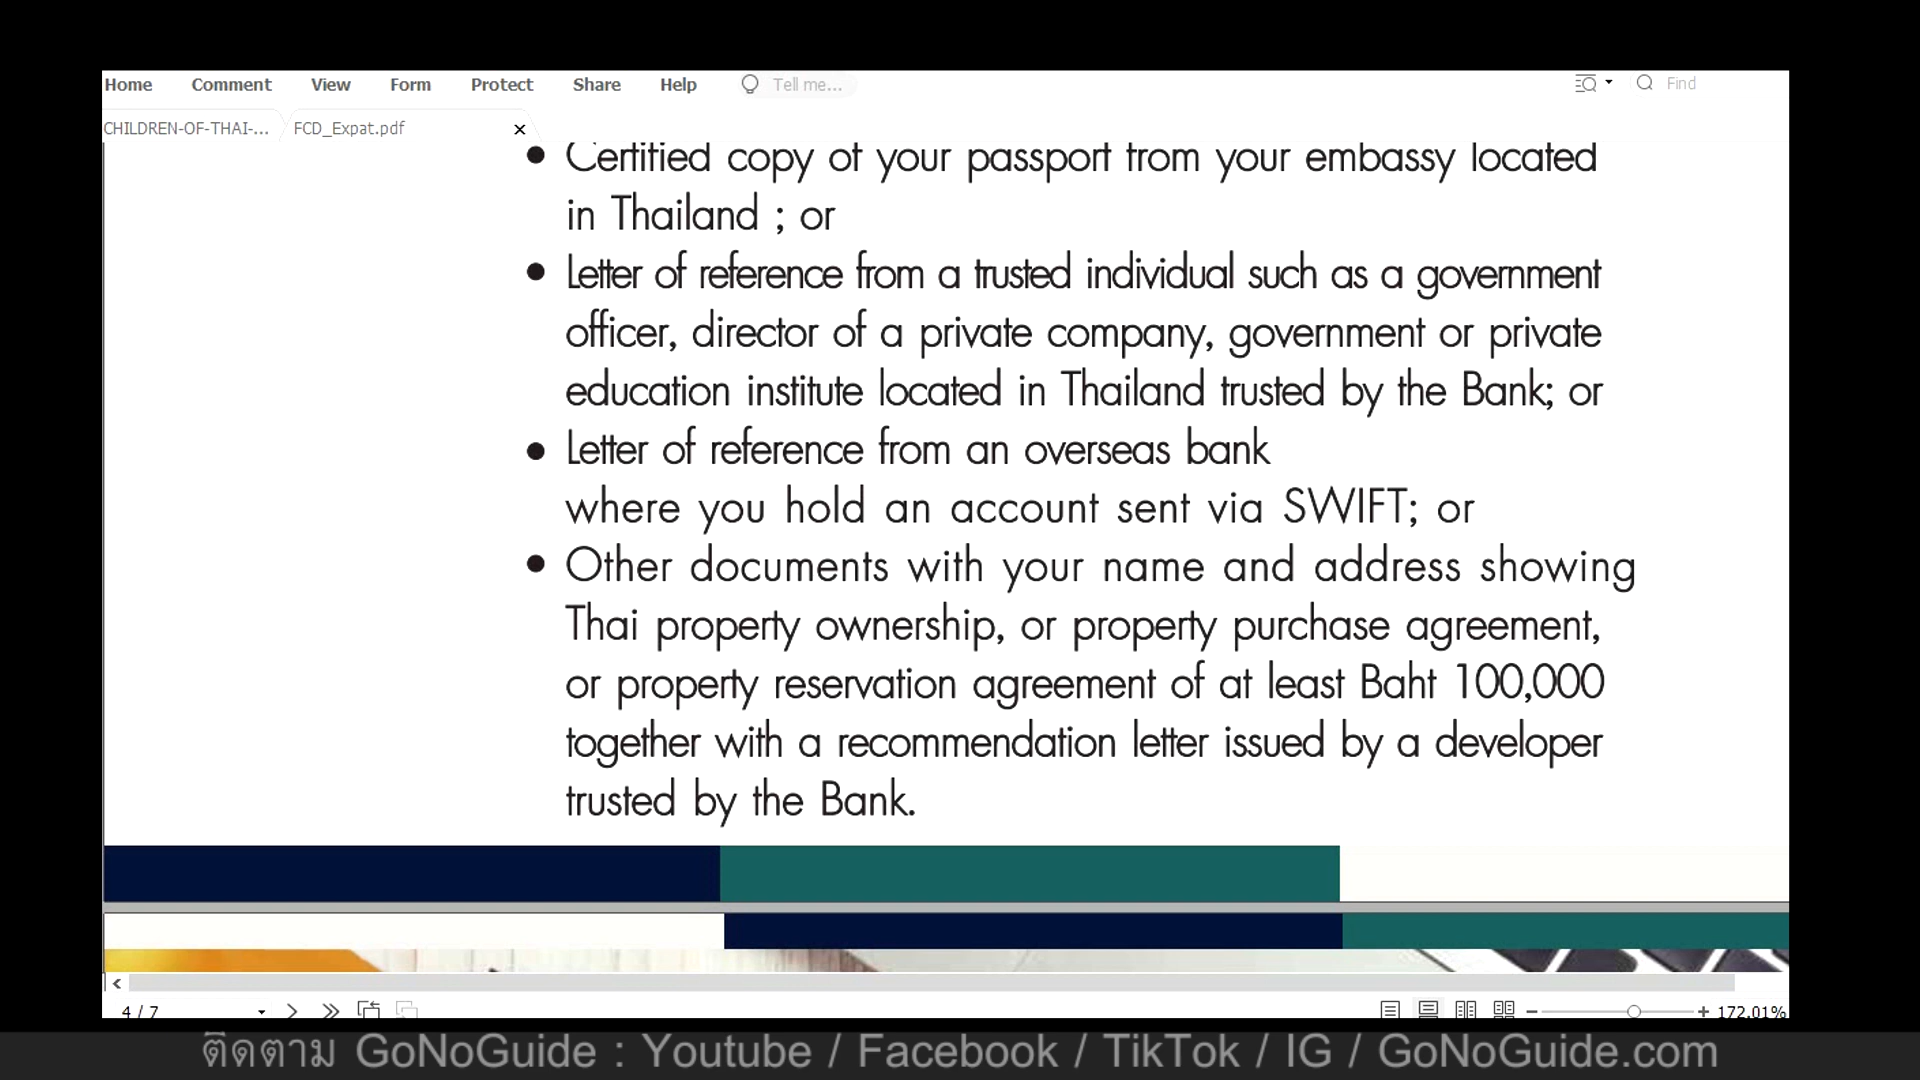 Home Comment View Form Protect Share Help Tell me... Find
CHILDREN-OF-THAI-... FCD_Expat.pdf
• Certified copy of your passport from your embassy located
in Thailand ; or
• Letter of reference from a trusted individual such as a government
officer, director of a private company, government or private
education institute located in Thailand trusted by the Bank; or
• Letter of reference from an overseas bank
where you hold an account sent via SWIFT; or
• Other documents with your name and address showing
Thai property ownership, or property purchase agreement,
or property reservation agreement of at least Baht 100,000
together with a recommendation letter issued by a developer
trusted by the Bank.
4 / 7 172.01%
ติดตาม GoNoGuide : Youtube / Facebook / TikTok / IG / GoNoGuide.com